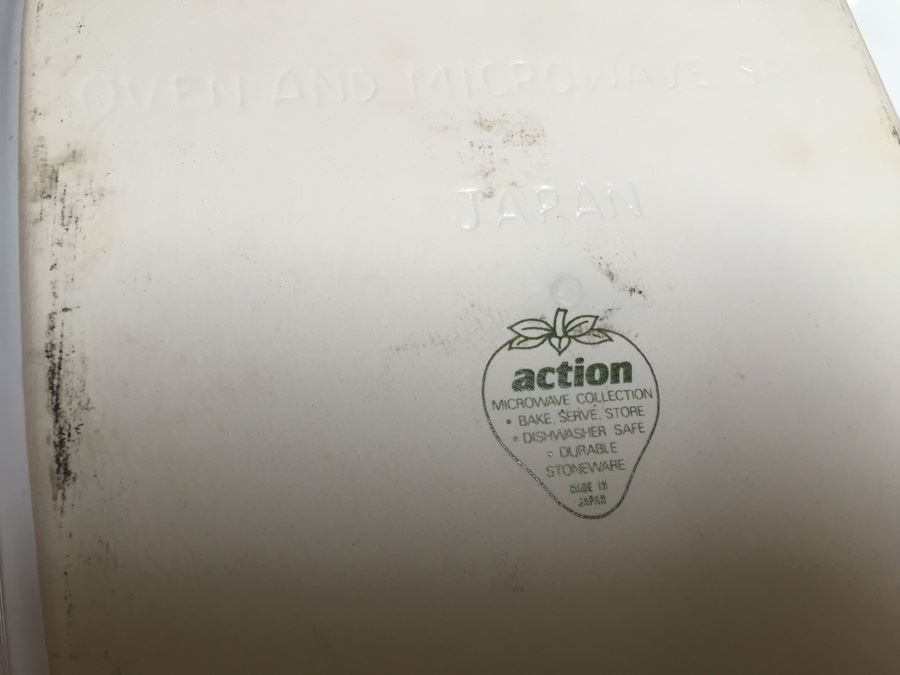 OVEN AND MICROWAVE
JAPAN
action
MICROWAVE COLLECTION
• BAKE, SERVE, STORE
• DISHWASHER SAFE
• DURABLE
STONEWARE
MADE IN
JAPAN